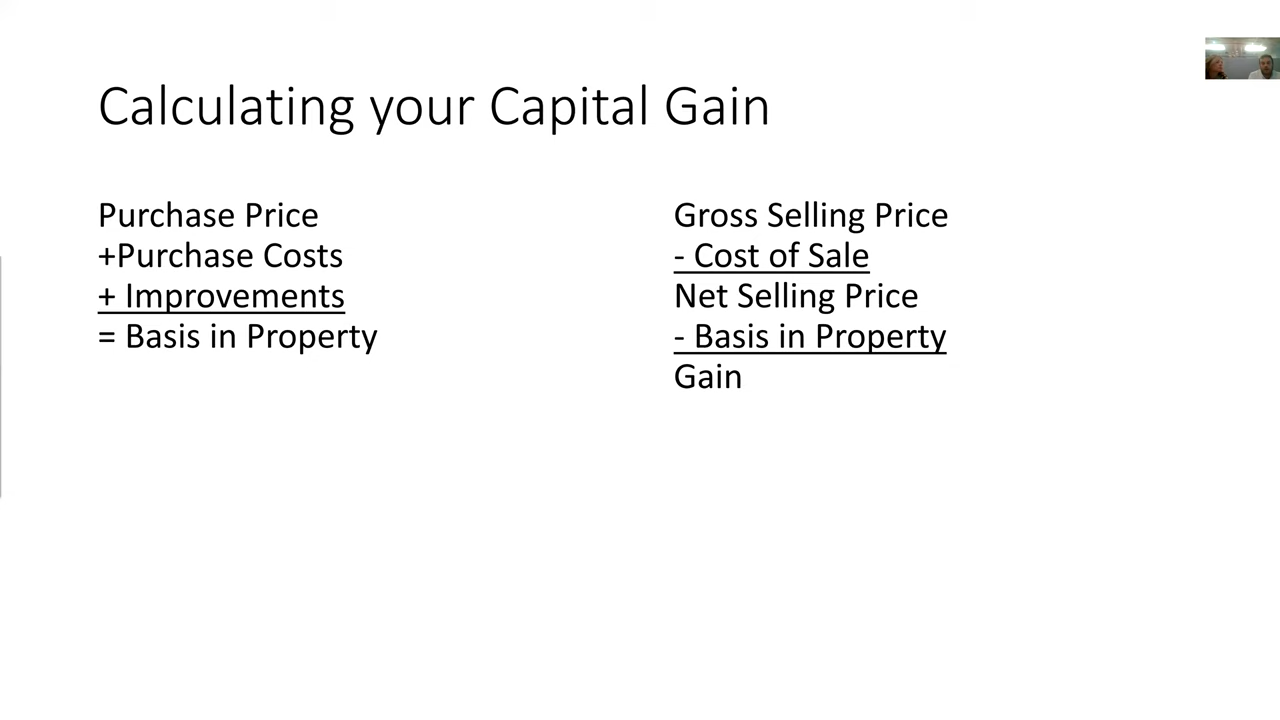 Calculating your Capital Gain
Purchase Price
+Purchase Costs
+ Improvements
= Basis in Property
Gross Selling Price
- Cost of Sale
Net Selling Price
- Basis in Property
Gain